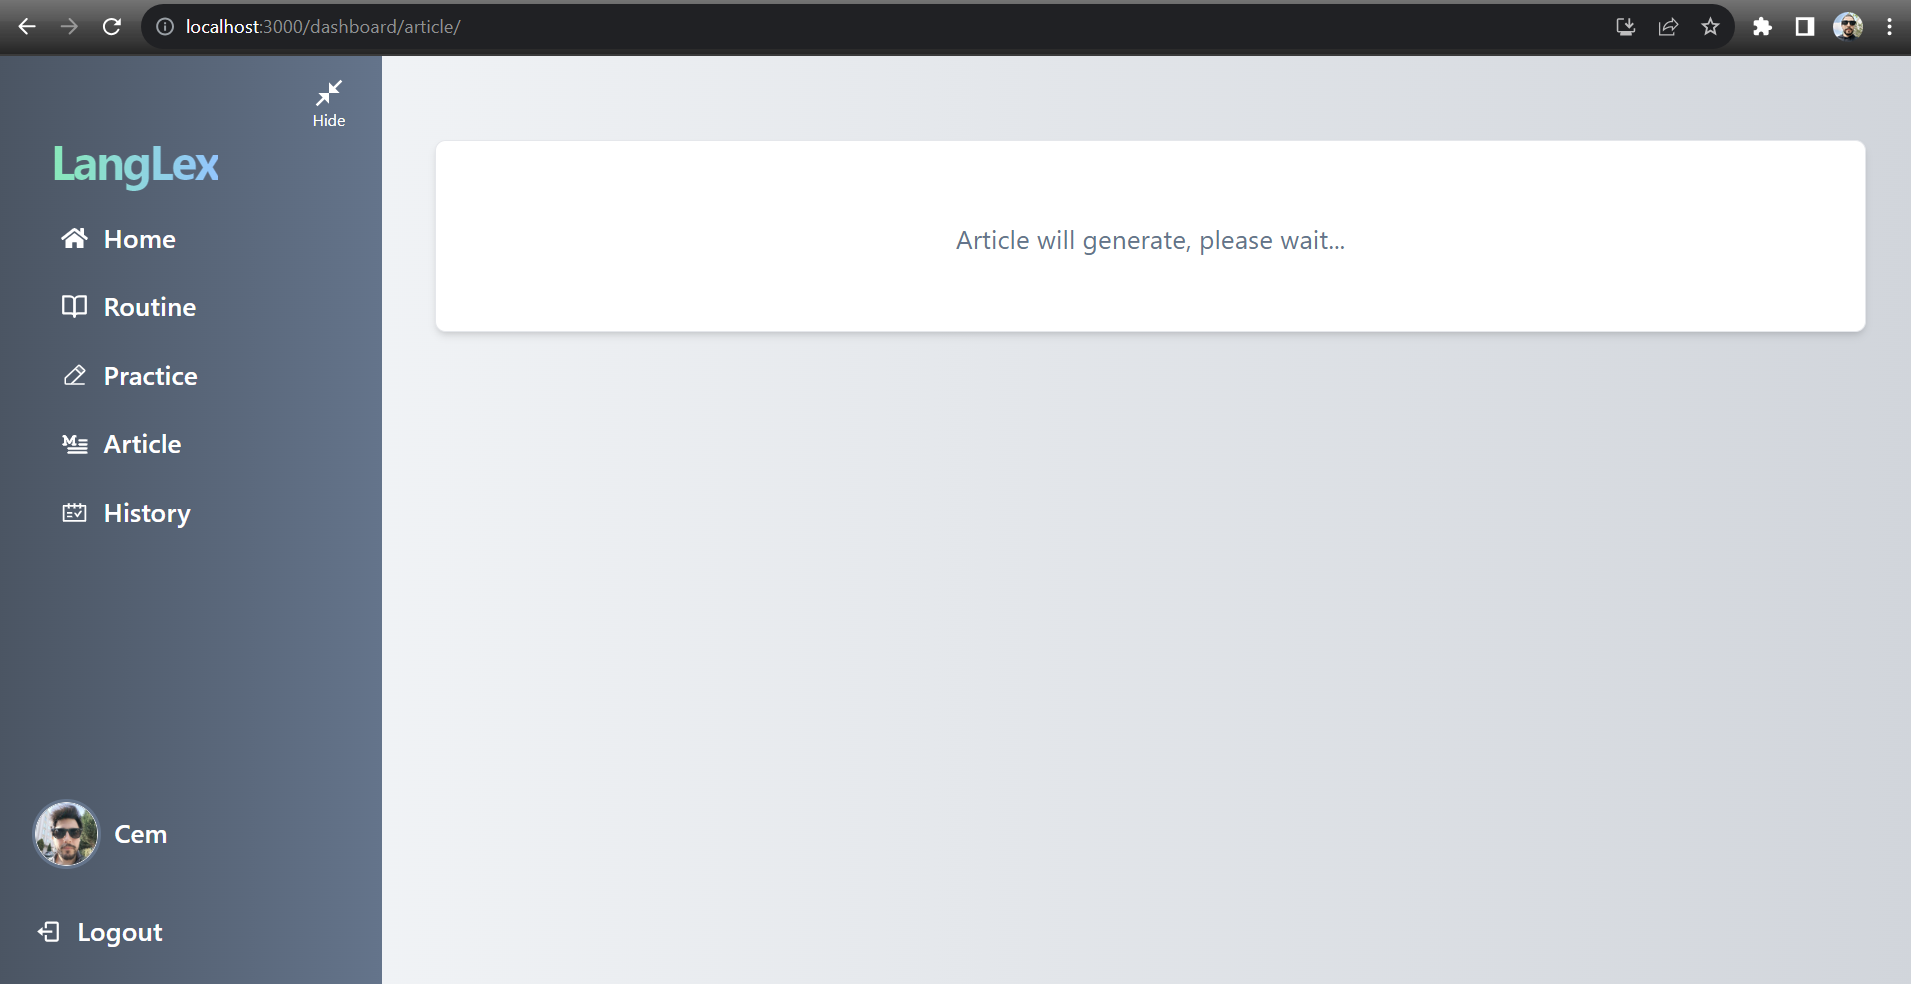 localhost:3000/dashboard/article/
Hide
LangLex
Home
Routine
Practice
Article
History
Cem
Logout
Article will generate, please wait...